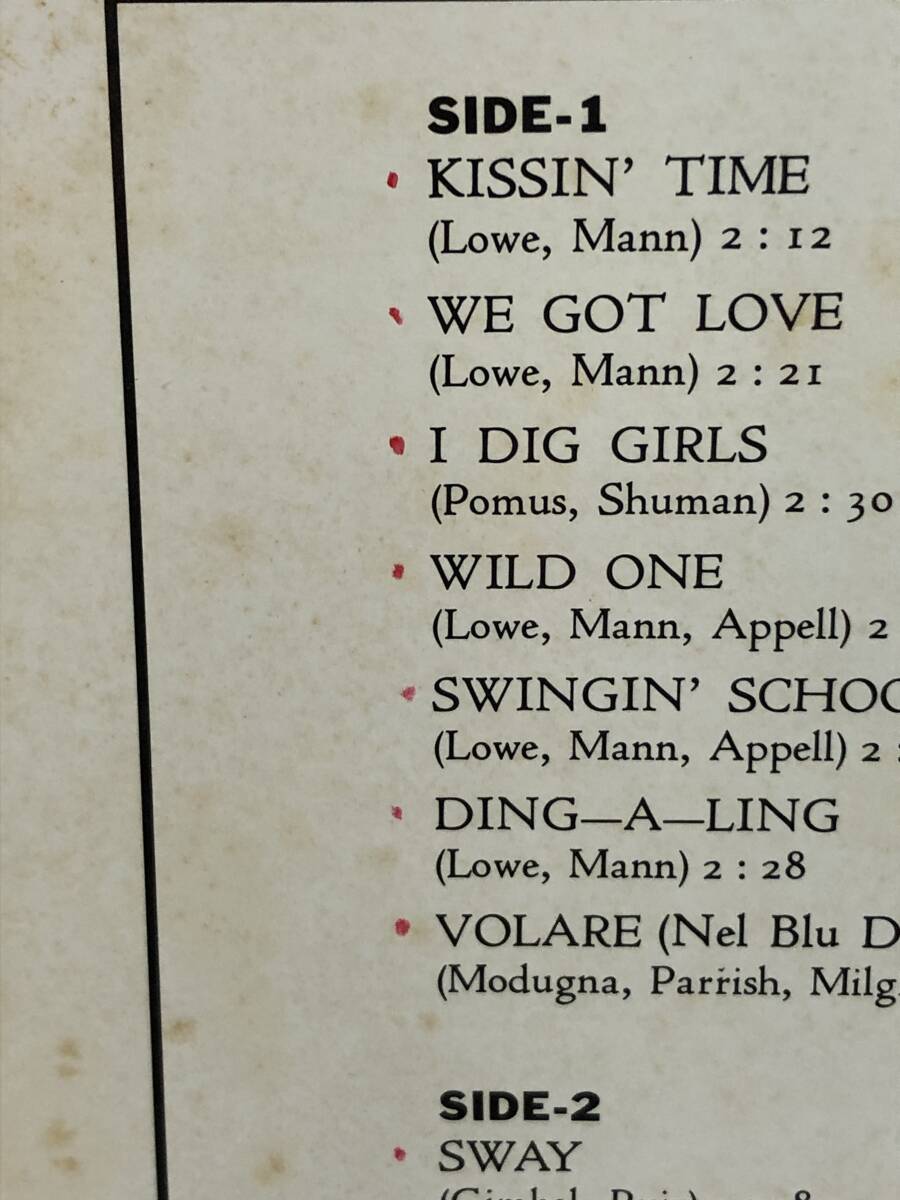 SIDE-1
KISSIN' TIME
(Lowe, Mann) 2 : 12
WE GOT LOVE
(Lowe, Mann) 2 : 21
I DIG GIRLS
(Pomus, Shuman) 2 : 30
WILD ONE
(Lowe, Mann, Appell) 2
SWINGIN' SCHOO
(Lowe, Mann, Appell) 2 :
DING—A—LING
(Lowe, Mann) 2 : 28
VOLARE (Nel Blu D
(Modugna, Parrish, Milg
SIDE-2
SWAY